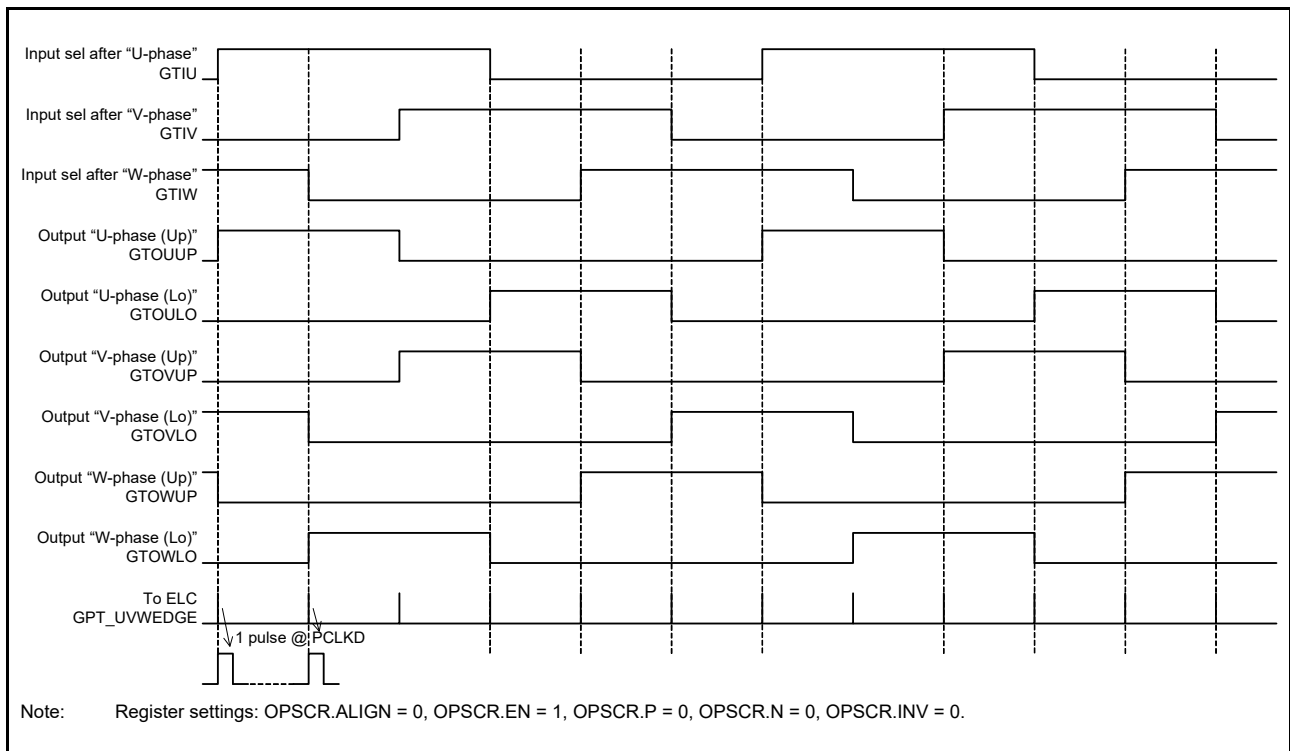 Input sel after “U-phase”
GTIU
Input sel after “V-phase”
GTIV
Input sel after “W-phase”
GTIW
Output “U-phase (Up)”
GTOUUP
Output “U-phase (Lo)”
GTOULO
Output “V-phase (Up)”
GTOVUP
Output “V-phase (Lo)”
GTOVLO
Output “W-phase (Up)”
GTOWUP
Output “W-phase (Lo)”
GTOWLO
To ELC
GPT_UVWEDGE
1 pulse @ PCLKD
Note: Register settings: OPSCR.ALIGN = 0, OPSCR.EN = 1, OPSCR.P = 0, OPSCR.N = 0, OPSCR.INV = 0.